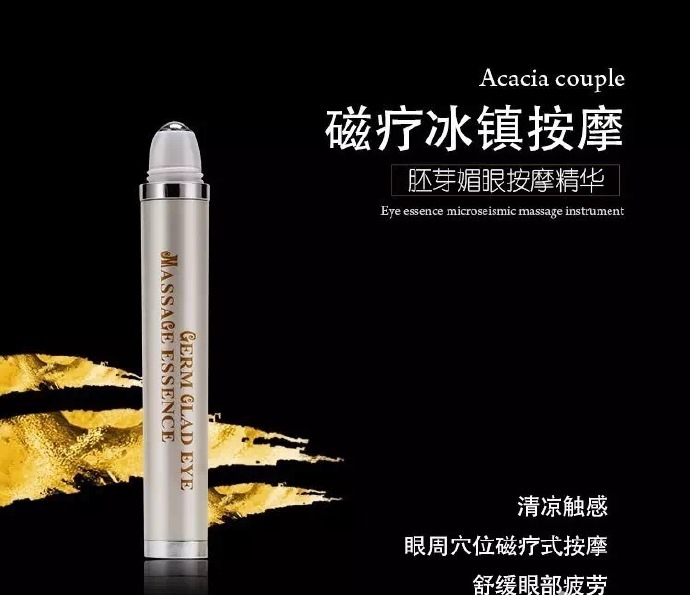 Acacia couple
磁疗冰镇按摩
胚芽媚眼按摩精华
Eye essence microseismic massage instrument
GERM GLAD EYE
MASSAGE ESSENCE
清凉触感
眼周穴位磁疗式按摩
舒缓眼部疲劳